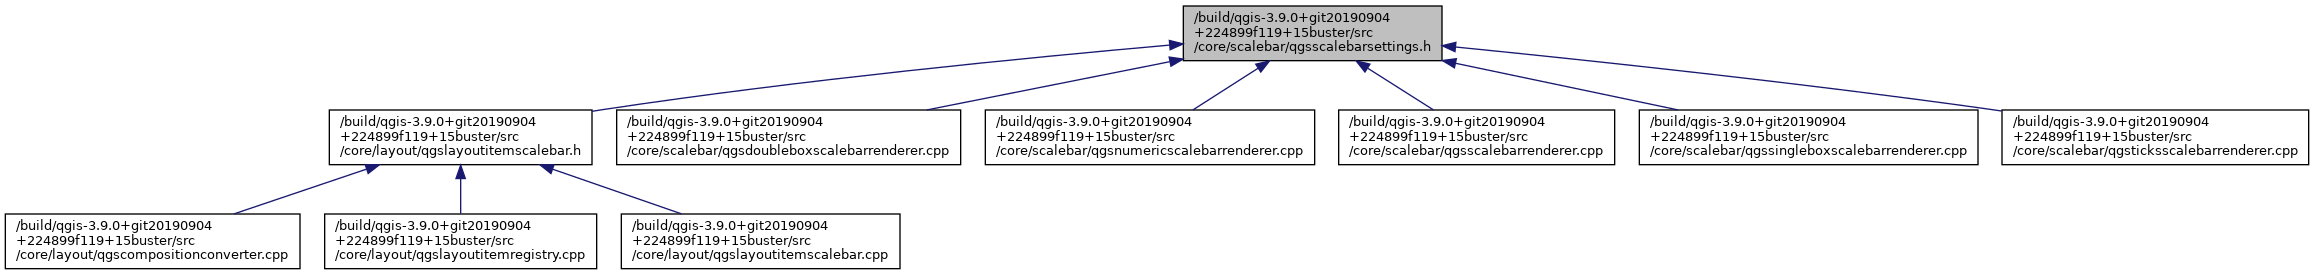 /build/qgis-3.9.0+git20190904
+224899f119+15buster/src
/core/scalebar/qgsscalebarsettings.h
/build/qgis-3.9.0+git20190904
+224899f119+15buster/src
/core/layout/qgslayoutitemscalebar.h
/build/qgis-3.9.0+git20190904
+224899f119+15buster/src
/core/scalebar/qgsdoubleboxscalebarrenderer.cpp
/build/qgis-3.9.0+git20190904
+224899f119+15buster/src
/core/scalebar/qgsnumericscalebarrenderer.cpp
/build/qgis-3.9.0+git20190904
+224899f119+15buster/src
/core/scalebar/qgsscalebarrenderer.cpp
/build/qgis-3.9.0+git20190904
+224899f119+15buster/src
/core/scalebar/qgssingleboxscalebarrenderer.cpp
/build/qgis-3.9.0+git20190904
+224899f119+15buster/src
/core/scalebar/qgsticksscalebarrenderer.cpp
/build/qgis-3.9.0+git20190904
+224899f119+15buster/src
/core/layout/qgscompositionconverter.cpp
/build/qgis-3.9.0+git20190904
+224899f119+15buster/src
/core/layout/qgslayoutitemregistry.cpp
/build/qgis-3.9.0+git20190904
+224899f119+15buster/src
/core/layout/qgslayoutitemscalebar.cpp